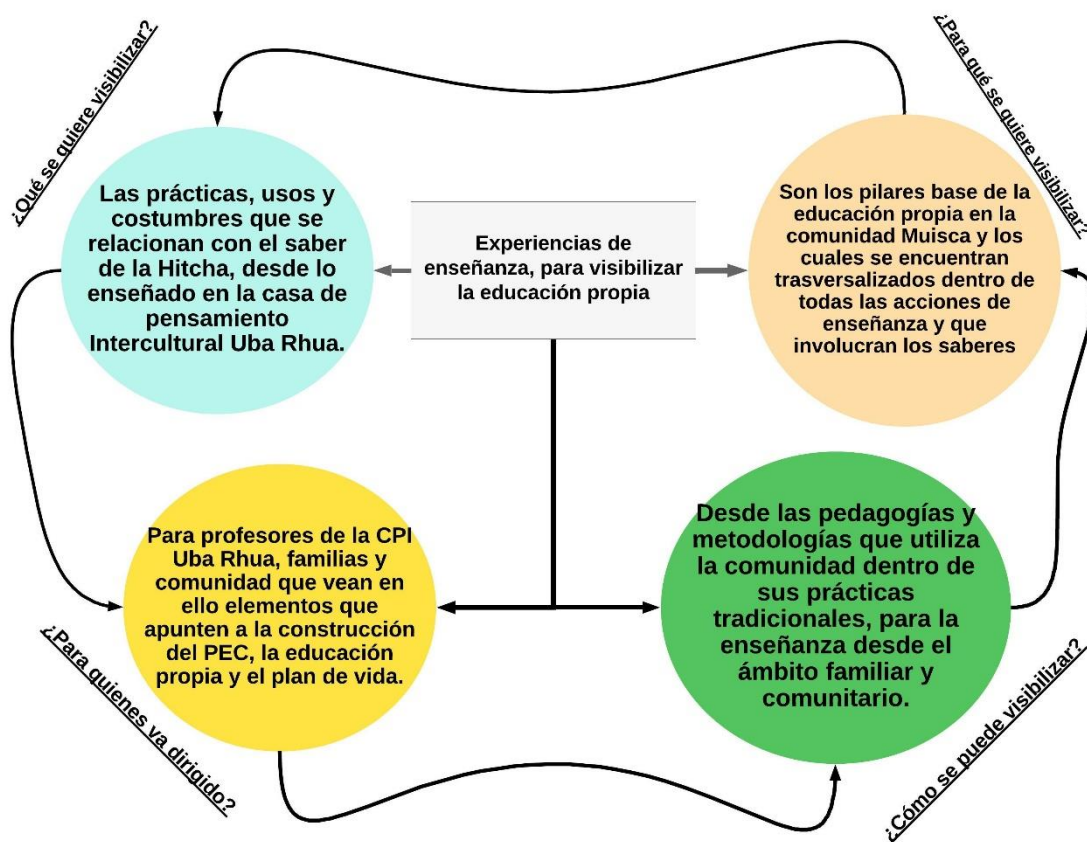 ¿Qué se quiere visibilizar?
Las prácticas, usos y
costumbres que se
relacionan con el saber
de la Hitcha, desde lo
enseñado en la casa de
pensamiento
Intercultural Uba Rhua.
Experiencias de
enseñanza, para visibilizar
la educación propia
¿Para qué se quiere visibilizar?
Son los pilares base de la
educación propia en la
comunidad Muisca y los
cuales se encuentran
trasversalizados dentro de
todas las acciones de
enseñanza y que
involucran los saberes
Para profesores de la CPI
Uba Rhua, familias y
comunidad que vean en
ello elementos que
apunten a la construcción
del PEC, la educación
propia y el plan de vida.
¿Para quienes va dirigido?
Desde las pedagogías y
metodologías que utiliza
la comunidad dentro de
sus prácticas
tradicionales, para la
enseñanza desde el
ámbito familiar y
comunitario.
¿Cómo se puede visibilizar?